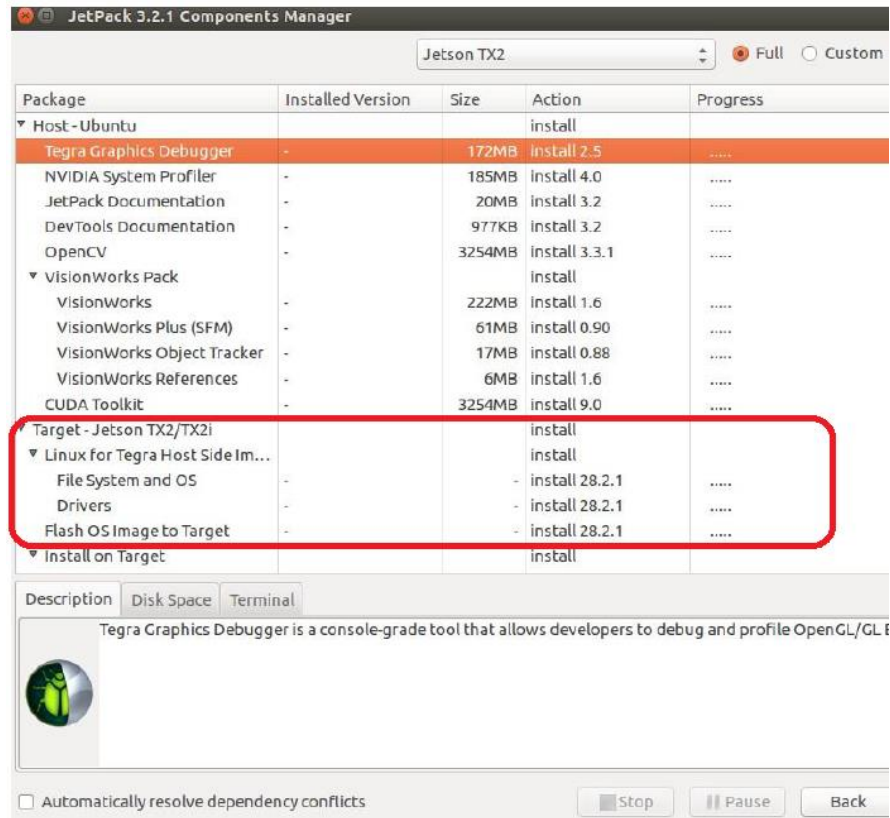 JetPack 3.2.1 Components Manager
Jetson TX2 Full Custom
Package Installed Version Size Action Progress
Host - Ubuntu install
Tegra Graphics Debugger - 172MB install 2.5 .....
NVIDIA System Profiler - 185MB install 4.0 .....
JetPack Documentation - 20MB install 3.2 .....
DevTools Documentation - 977KB install 3.2 .....
OpenCV - 3254MB install 3.3.1 .....
VisionWorks Pack install
VisionWorks - 222MB install 1.6 .....
VisionWorks Plus (SFM) - 61MB install 0.90 .....
VisionWorks Object Tracker - 17MB install 0.88 .....
VisionWorks References - 6MB install 1.6 .....
CUDA Toolkit - 3254MB install 9.0 .....
Target - Jetson TX2/TX2i install
Linux for Tegra Host Side Im... install
File System and OS - - install 28.2.1 .....
Drivers - - install 28.2.1 .....
Flash OS Image to Target - - install 28.2.1 .....
Install on Target install
Description Disk Space Terminal
Tegra Graphics Debugger is a console-grade tool that allows developers to debug and profile OpenGL/GL E
Automatically resolve dependency conflicts Stop Pause Back